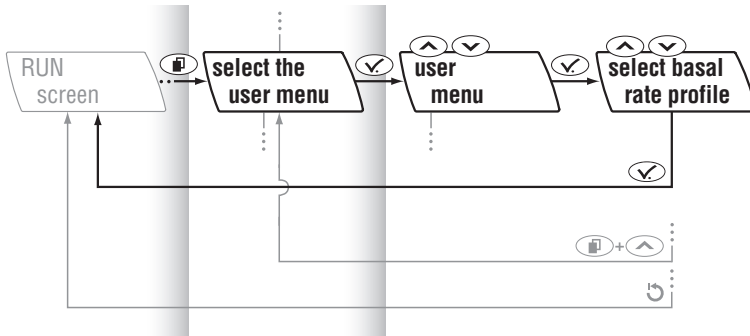 RUN
screen
select the
user menu
user
menu
select basal
rate profile
+